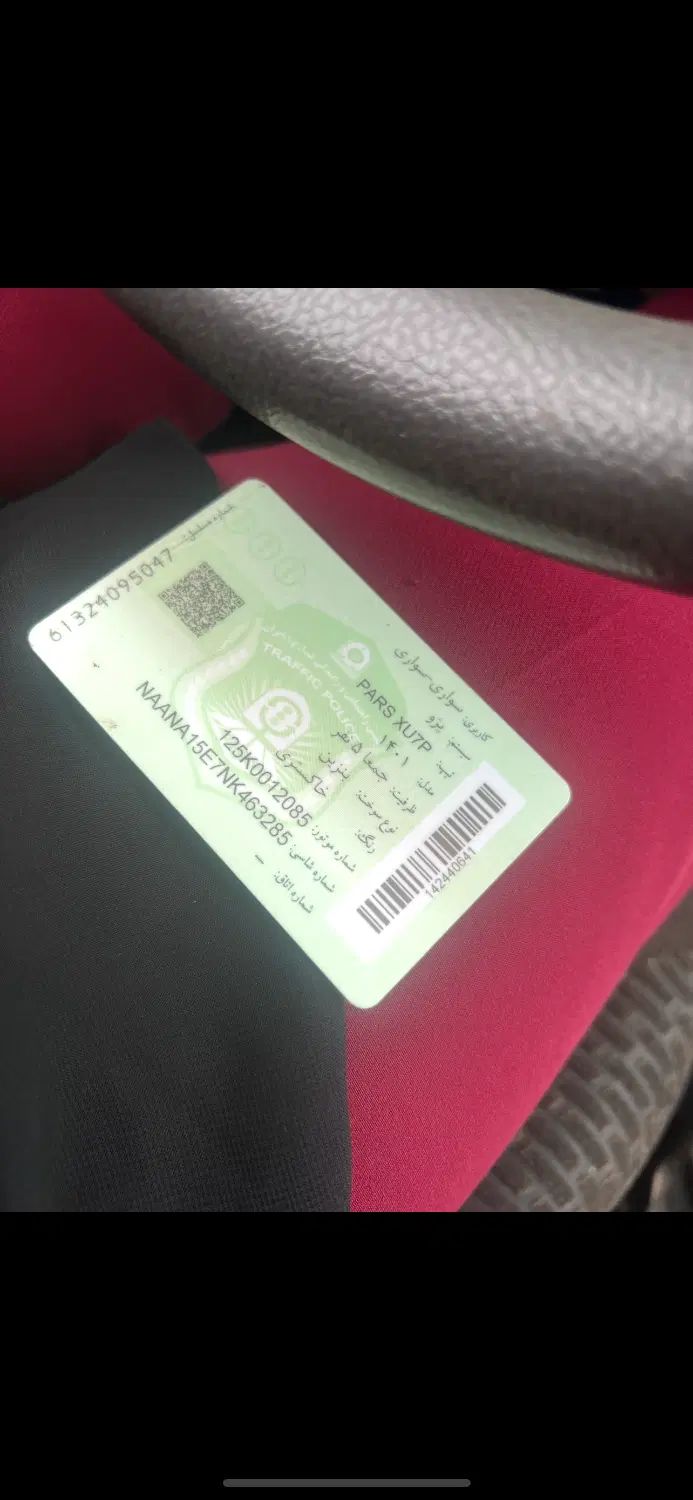 شماره مسلسل:
61324095047
کاربری: سواری-سواری
سیستم: پژو
تیپ: PARS XU7P
مدل: ۱۴۰۱
ظرفیت: جمعا ۵ نفر
نوع سوخت: بنزین
رنگ: خاکستری
شماره موتور: 125K0012085
شماره شاسی: NAANA15E7NK463285
شماره اتاق: —
TRAFFIC POLICE
142440641